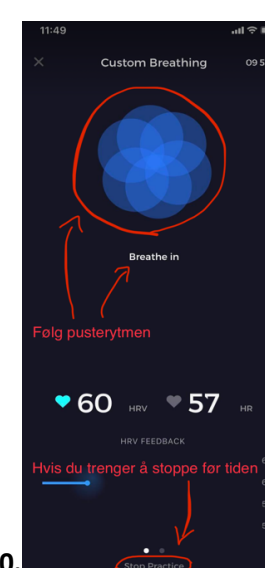 11:49
Custom Breathing 09 5
Breathe in
Følg pusterytmen
60 HRV 57 HR
HRV FEEDBACK
Hvis du trenger å stoppe før tiden
Stop Practice
0.